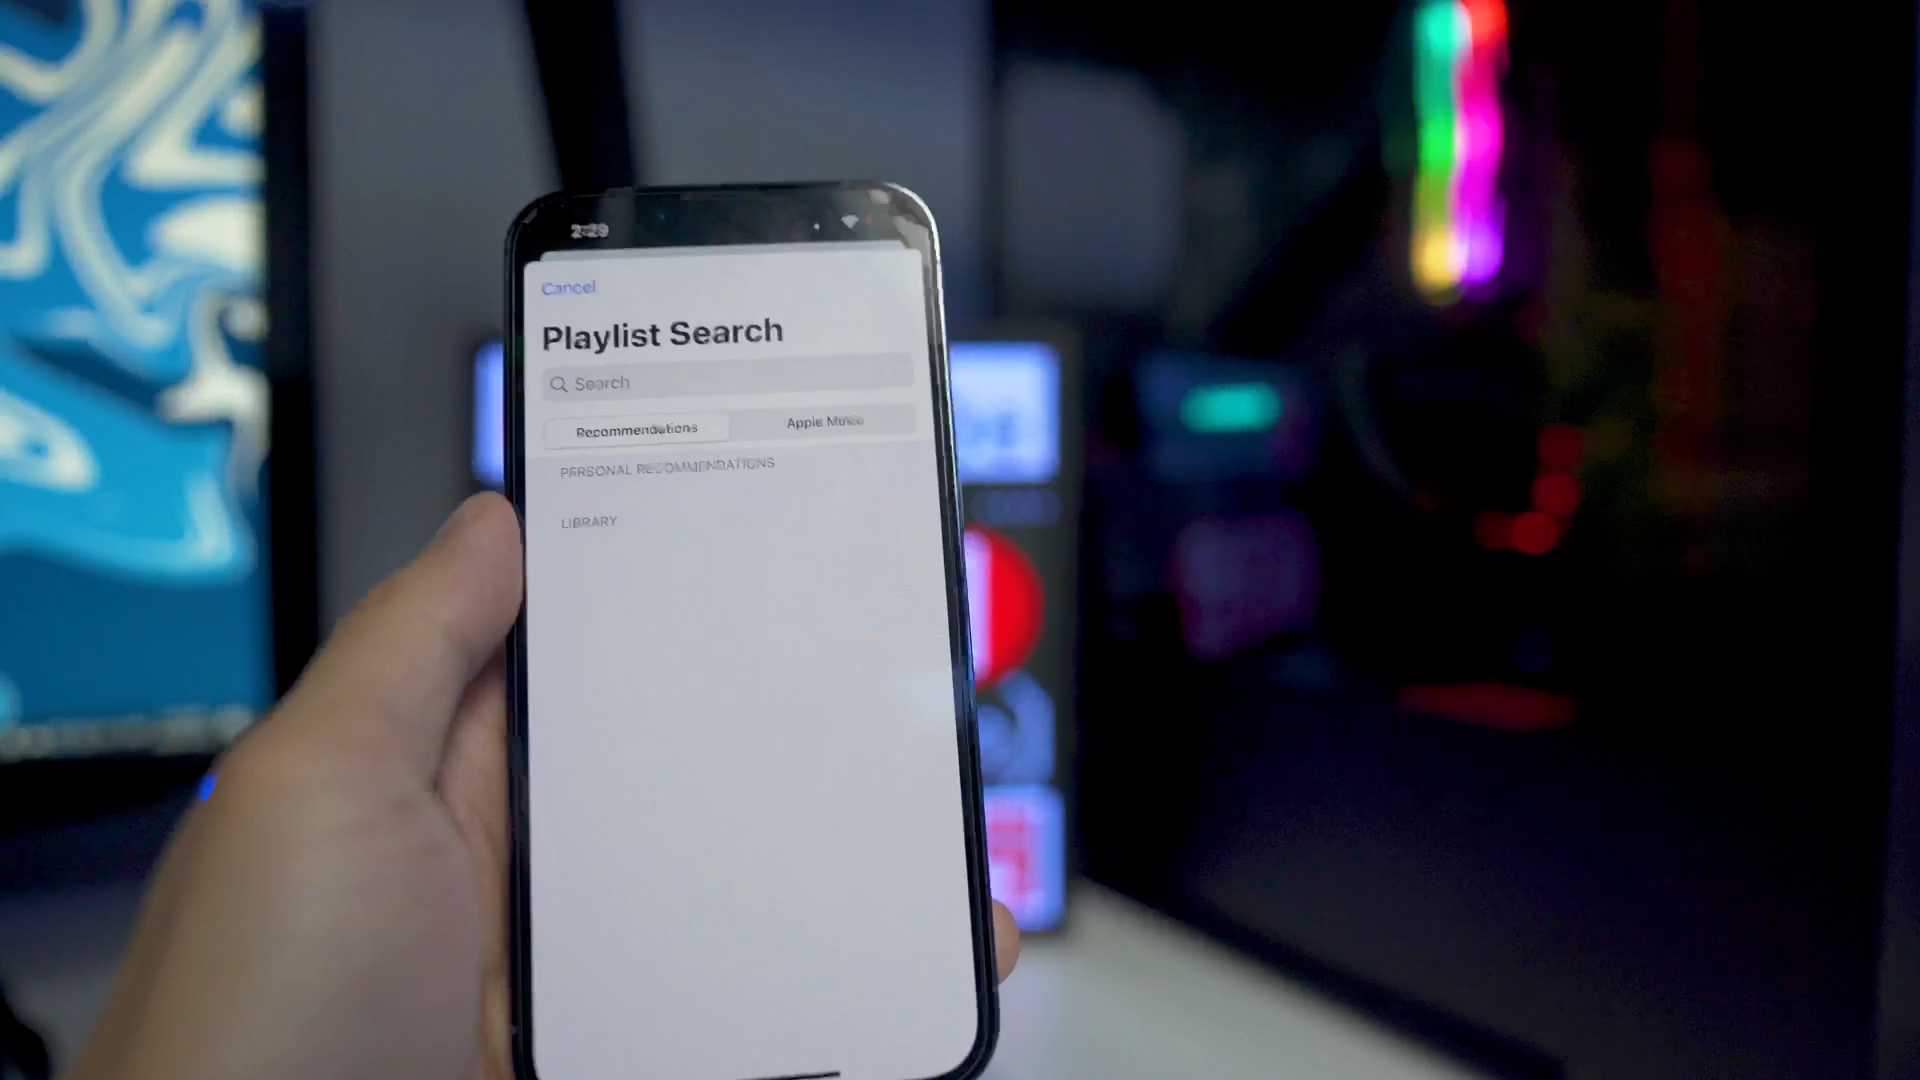 2:29
Cancel
Playlist Search
Search
Recommendations
Apple Music
PERSONAL RECOMMENDATIONS
LIBRARY